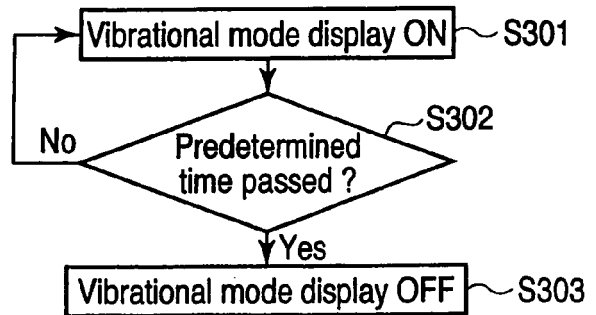 Vibrational mode display ON S301
S302
No
Predetermined
time passed ?
Yes
Vibrational mode display OFF S303